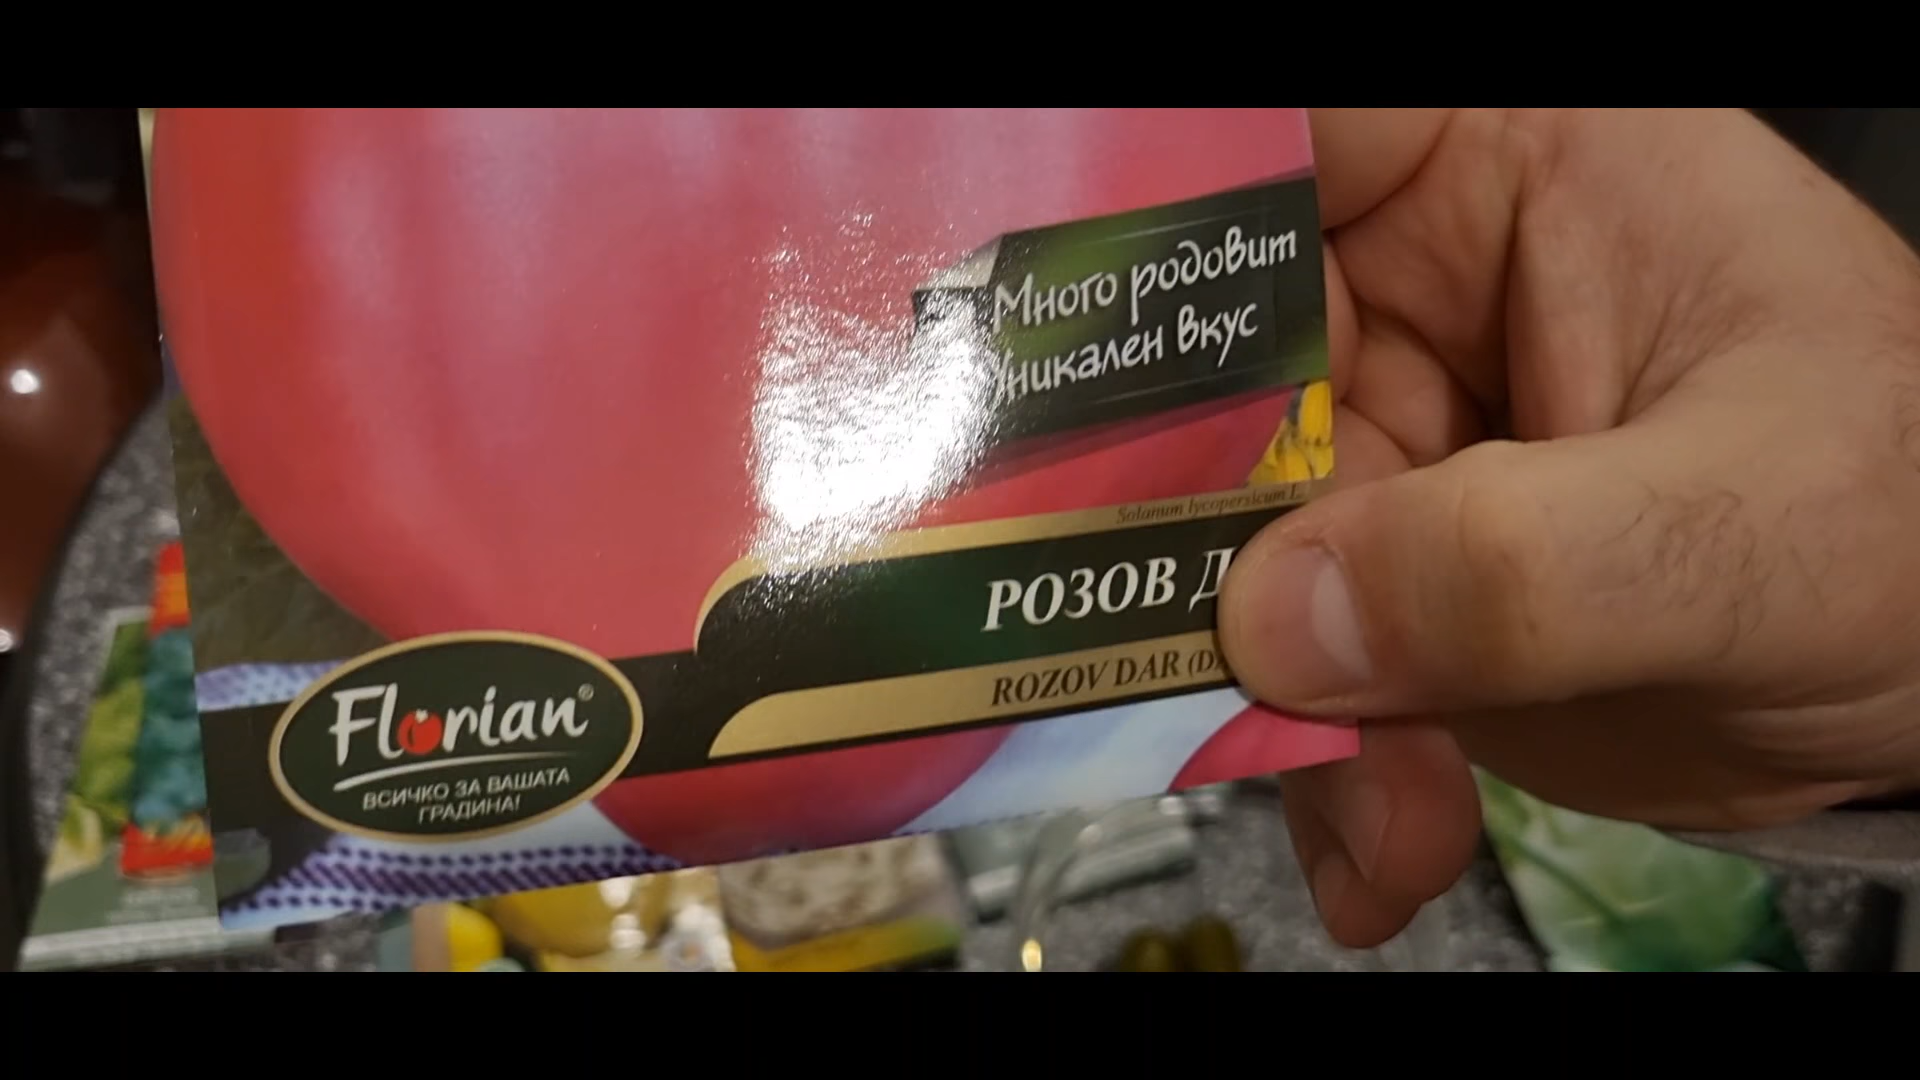 Много родовит
Уникален вкус
Solanum lycopersicum L.
РОЗОВ
ROZOV DAR
Florian®
ВСИЧКО ЗА ВАШАТА
ГРАДИНА!